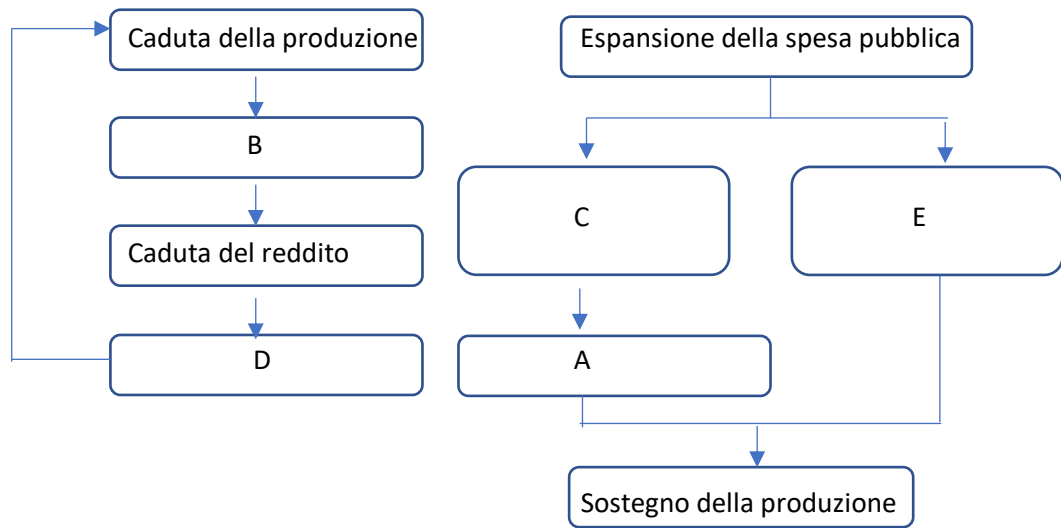 Caduta della produzione
B
Caduta del reddito
D
Espansione della spesa pubblica
C
E
A
Sostegno della produzione